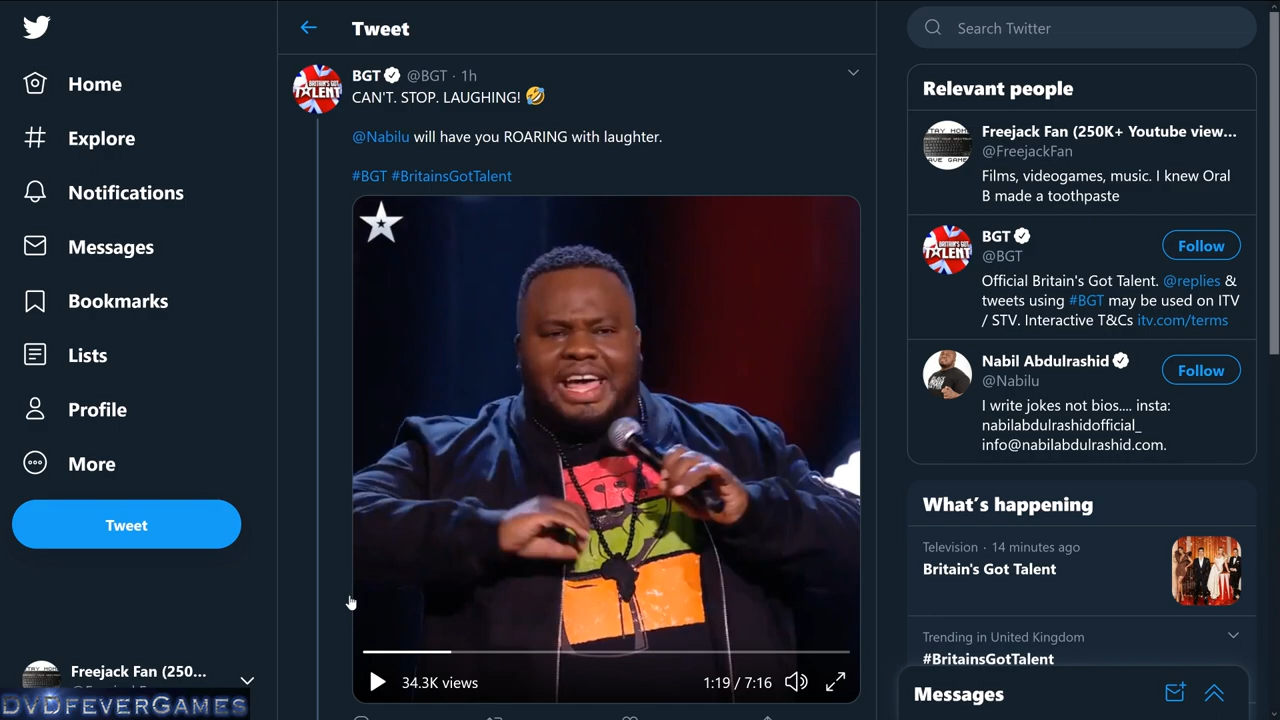 Home
Explore
Notifications
Messages
Bookmarks
Lists
Profile
More
Tweet
Freejack Fan (250...
DVDFEVERGAMES
Tweet
BGT @BGT · 1h
CAN'T. STOP. LAUGHING! 🤣
@Nabilu will have you ROARING with laughter.
#BGT #BritainsGotTalent
34.3K views
1:19 / 7:16
Search Twitter
Relevant people
Freejack Fan (250K+ Youtube view...
@FreejackFan
Films, videogames, music. I knew Oral
B made a toothpaste
BRITAIN'S GOT
TALENT
BGT
@BGT
Follow
Official Britain's Got Talent. @replies &
tweets using #BGT may be used on ITV
/ STV. Interactive T&Cs itv.com/terms
Nabil Abdulrashid
@Nabilu
Follow
I write jokes not bios.... insta:
nabilabdulrashidofficial_
info@nabilabdulrashid.com.
What's happening
Television · 14 minutes ago
Britain's Got Talent
Trending in United Kingdom
#BritainsGotTalent
Messages